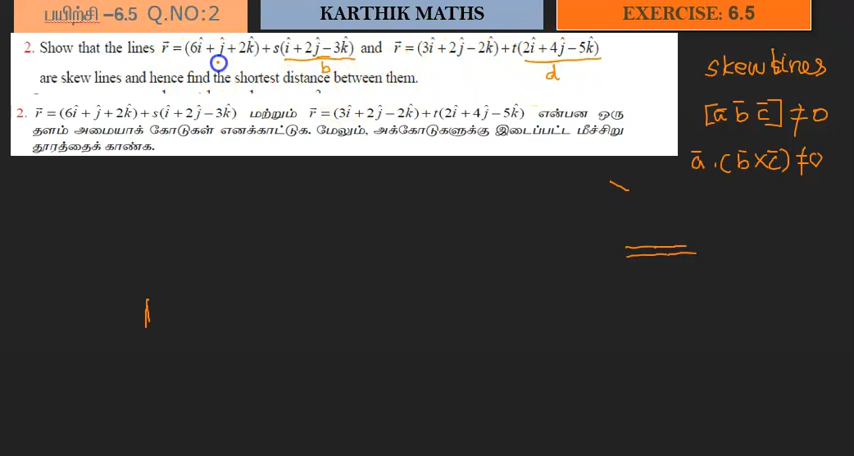 பயிற்சி –6.5 Q.NO:2
KARTHIK MATHS
EXERCISE: 6.5
2. Show that the lines r⃗ = (6î + ĵ + 2k̂) + s(î + 2ĵ − 3k̂) and r⃗ = (3î + 2ĵ − 2k̂) + t(2î + 4ĵ − 5k̂)
b
d
are skew lines and hence find the shortest distance between them.
2. r⃗ = (6î + ĵ + 2k̂) + s(î + 2ĵ − 3k̂) மற்றும் r⃗ = (3î + 2ĵ − 2k̂) + t(2î + 4ĵ − 5k̂) என்பன ஒரு
தளம் அமையாக் கோடுகள் எனக்காட்டுக. மேலும், அக்கோடுகளுக்கு இடைப்பட்ட மீச்சிறு
தூரத்தைக் காண்க.
skew lines
[a̅ b̅ c̅] ≠ 0
a̅ . (b̅ × c̅) ≠ 0